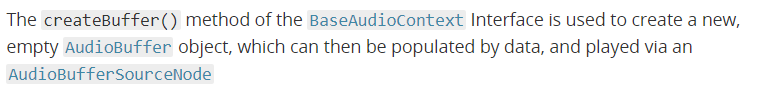 The createBuffer() method of the BaseAudioContext Interface is used to create a new,
empty AudioBuffer object, which can then be populated by data, and played via an
AudioBufferSourceNode